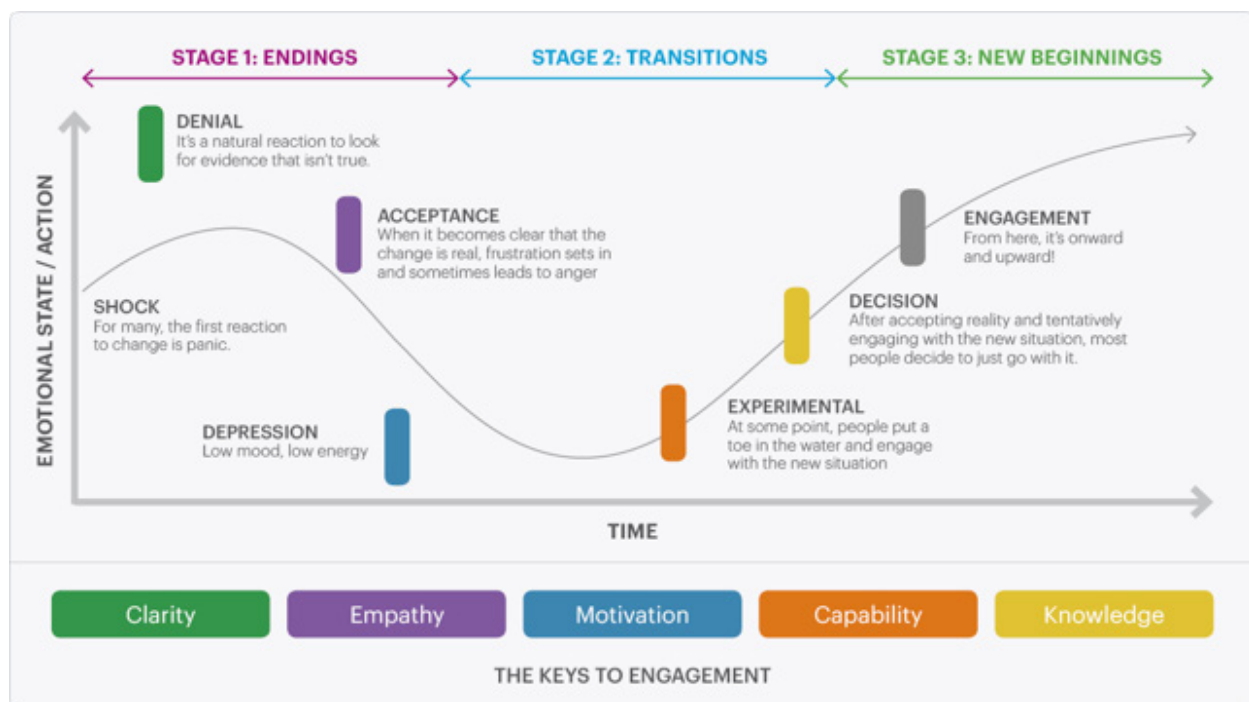 STAGE 1: ENDINGS
STAGE 2: TRANSITIONS
STAGE 3: NEW BEGINNINGS
EMOTIONAL STATE / ACTION
DENIAL
It's a natural reaction to look
for evidence that isn't true.
ACCEPTANCE
When it becomes clear that the
change is real, frustration sets in
and sometimes leads to anger
SHOCK
For many, the first reaction
to change is panic.
DEPRESSION
Low mood, low energy
EXPERIMENTAL
At some point, people put a
toe in the water and engage
with the new situation
DECISION
After accepting reality and tentatively
engaging with the new situation, most
people decide to just go with it.
ENGAGEMENT
From here, it's onward
and upward!
TIME
Clarity
Empathy
Motivation
Capability
Knowledge
THE KEYS TO ENGAGEMENT